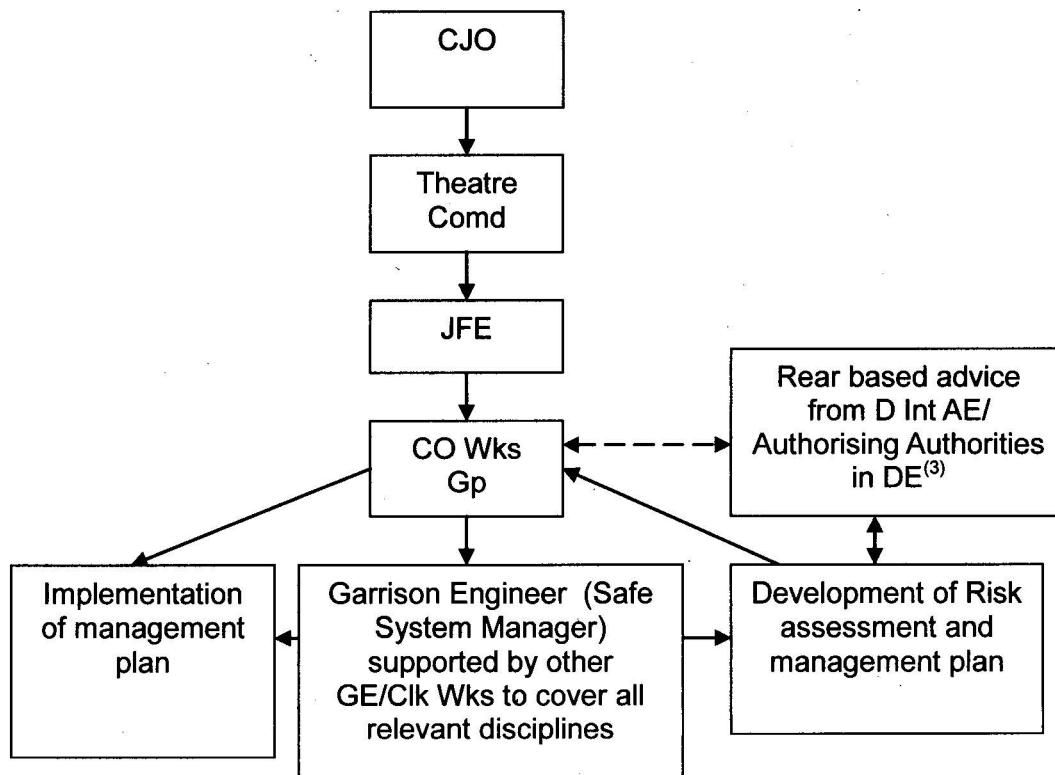 CJO
Theatre
Comd
JFE
CO Wks
Gp
Rear based advice
from D Int AE/
Authorising Authorities
in DE(3)
Implementation
of management
plan
Garrison Engineer (Safe
System Manager)
supported by other
GE/Clk Wks to cover all
relevant disciplines
Development of Risk
assessment and
management plan